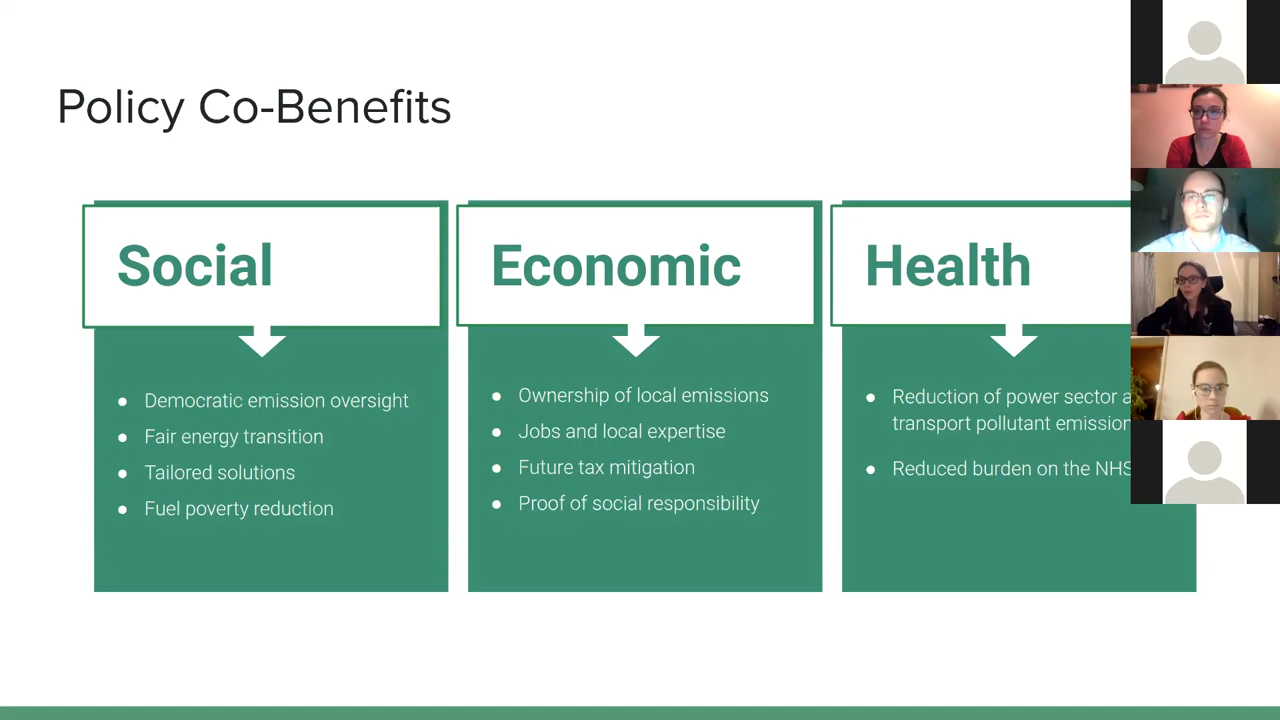 Policy Co-Benefits
Social
Democratic emission oversight
Fair energy transition
Tailored solutions
Fuel poverty reduction
Economic
Ownership of local emissions
Jobs and local expertise
Future tax mitigation
Proof of social responsibility
Health
Reduction of power sector
transport pollutant emission
Reduced burden on the NHS